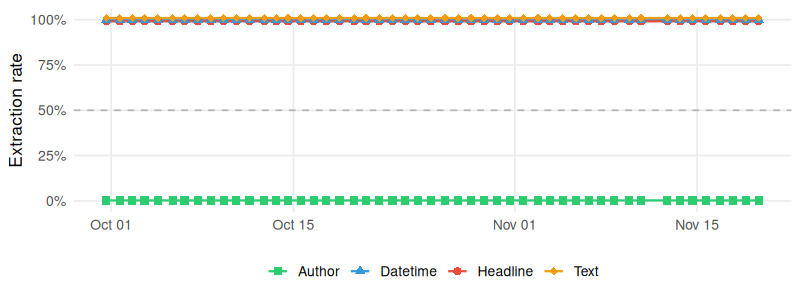 Extraction rate
100%
75%
50%
25%
0%
Oct 01 Oct 15 Nov 01 Nov 15
Author Datetime Headline Text